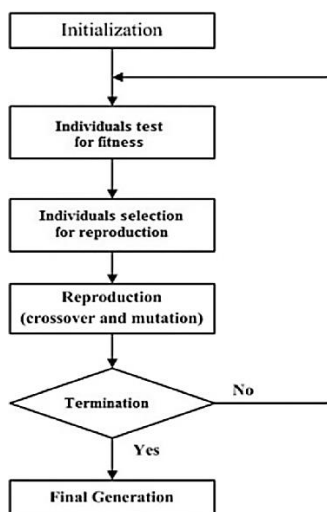 Initialization
Individuals test
for fitness
Individuals selection
for reproduction
Reproduction
(crossover and mutation)
Termination
No
Yes
Final Generation